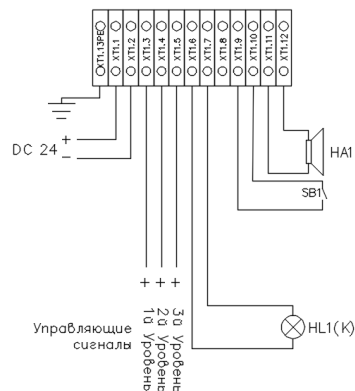 XT1.13PE
XT1.1
XT1.2
XT1.3
XT1.4
XT1.5
XT1.6
XT1.7
XT1.8
XT1.9
XT1.10
XT1.11
XT1.12
DC 24
+
−
HA1
SB1
+ + +
Управляющие
сигналы
1й Уровень
2й Уровень
3й Уровень
HL1(K)